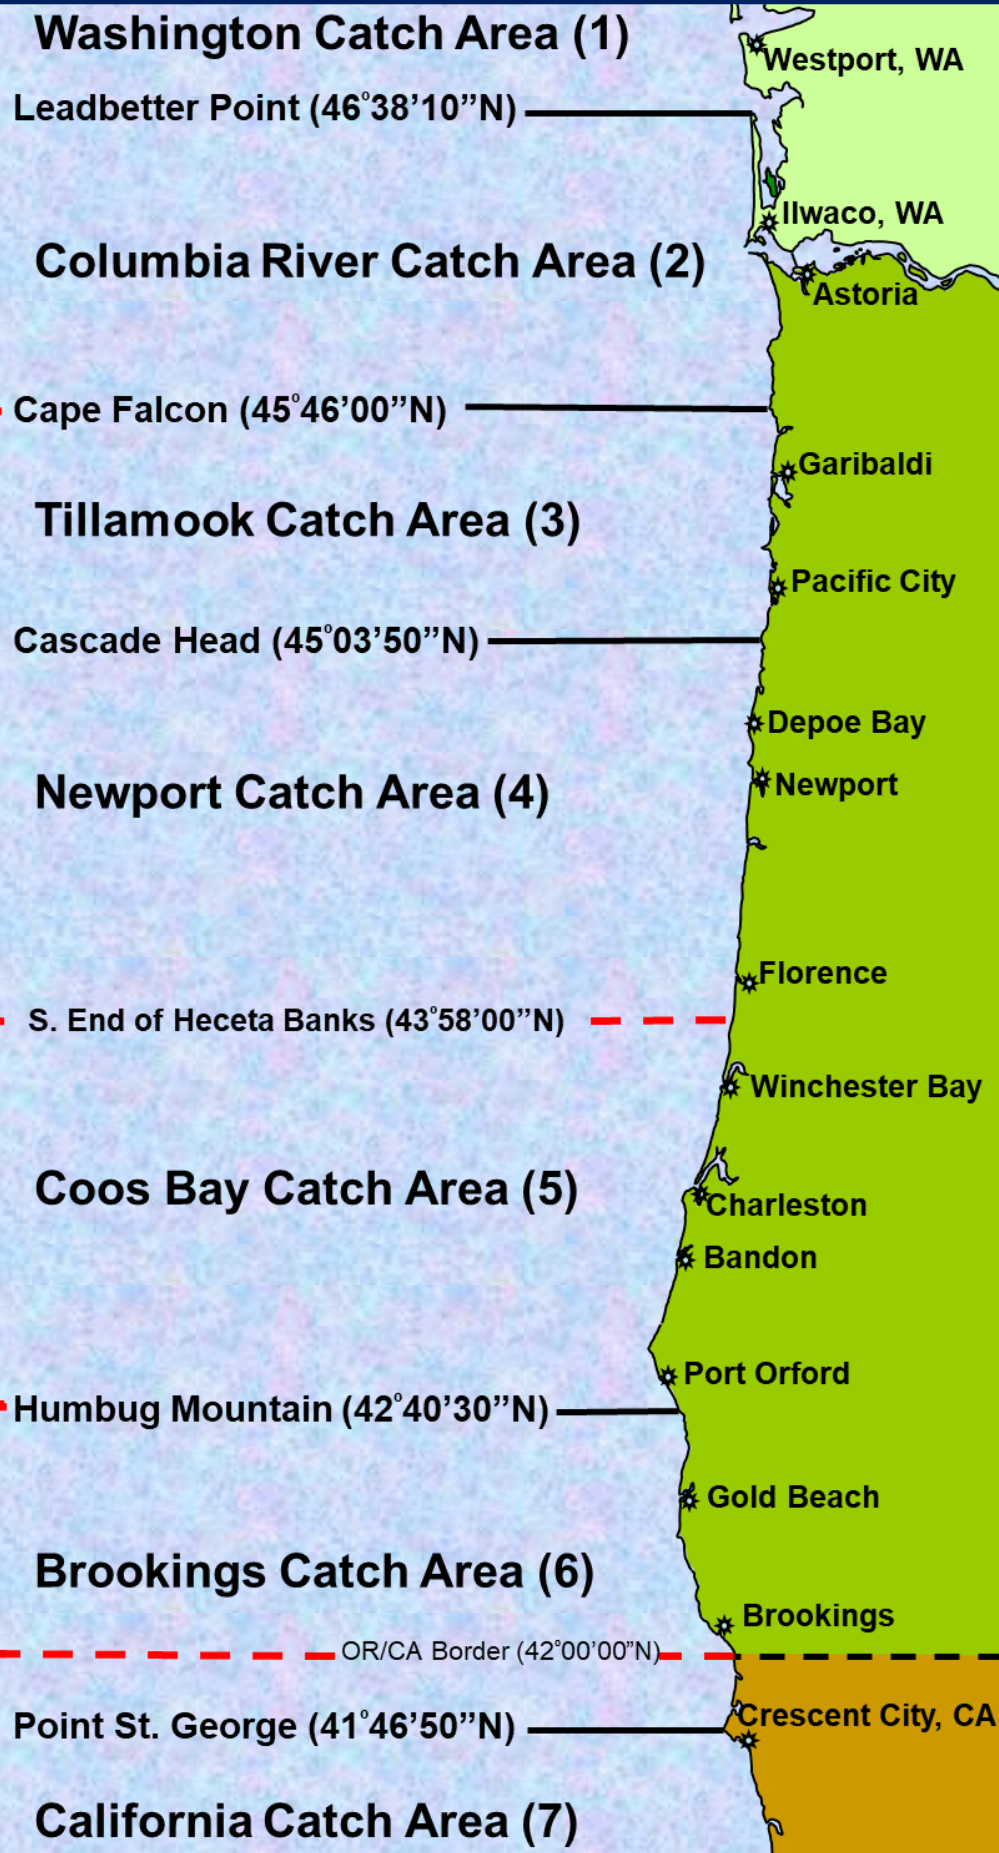 Washington Catch Area (1)
Westport, WA
Leadbetter Point (46°38’10”N)
Ilwaco, WA
Columbia River Catch Area (2)
Astoria
Cape Falcon (45°46’00”N)
Garibaldi
Tillamook Catch Area (3)
Pacific City
Cascade Head (45°03’50”N)
Depoe Bay
Newport Catch Area (4)
Newport
Florence
S. End of Heceta Banks (43°58’00”N)
Winchester Bay
Coos Bay Catch Area (5)
Charleston
Bandon
Port Orford
Humbug Mountain (42°40’30”N)
Gold Beach
Brookings Catch Area (6)
Brookings
OR/CA Border (42°00’00”N)
Crescent City, CA
Point St. George (41°46’50”N)
California Catch Area (7)